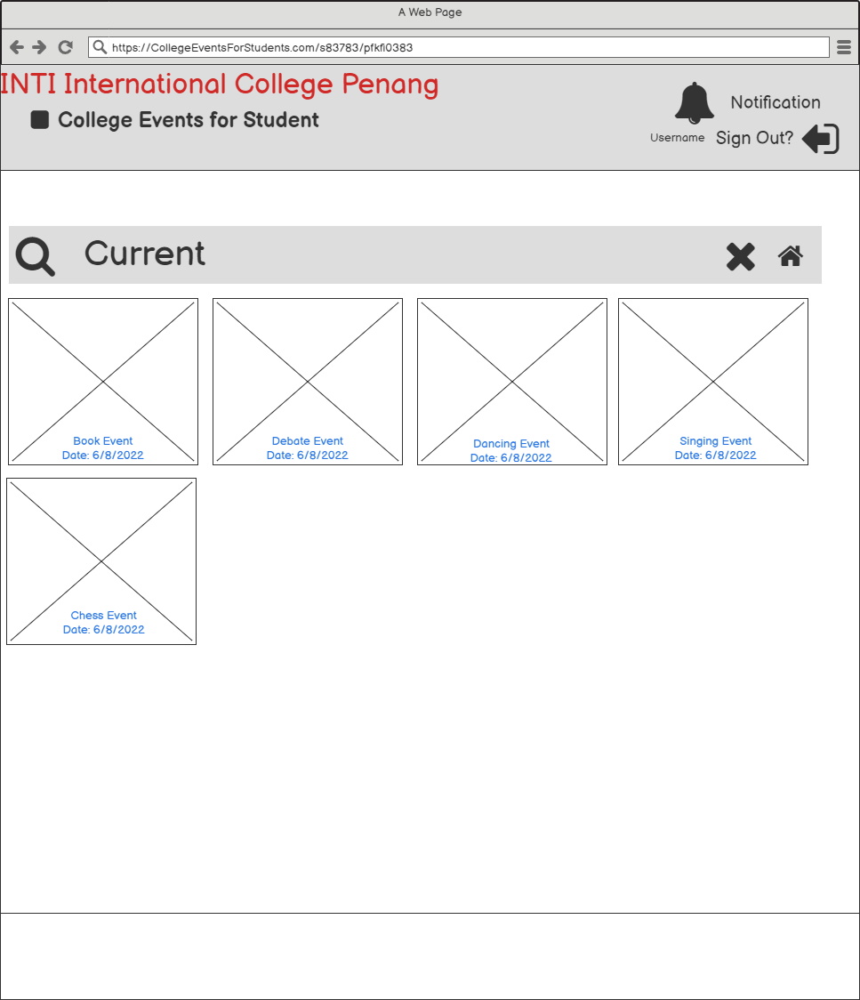 A Web Page
https://CollegeEventsForStudents.com/s83783/pfkfi0383
INTI International College Penang
College Events for Student
Notification
Username
Sign Out?
Current
Book Event
Date: 6/8/2022
Debate Event
Date: 6/8/2022
Dancing Event
Date: 6/8/2022
Singing Event
Date: 6/8/2022
Chess Event
Date: 6/8/2022